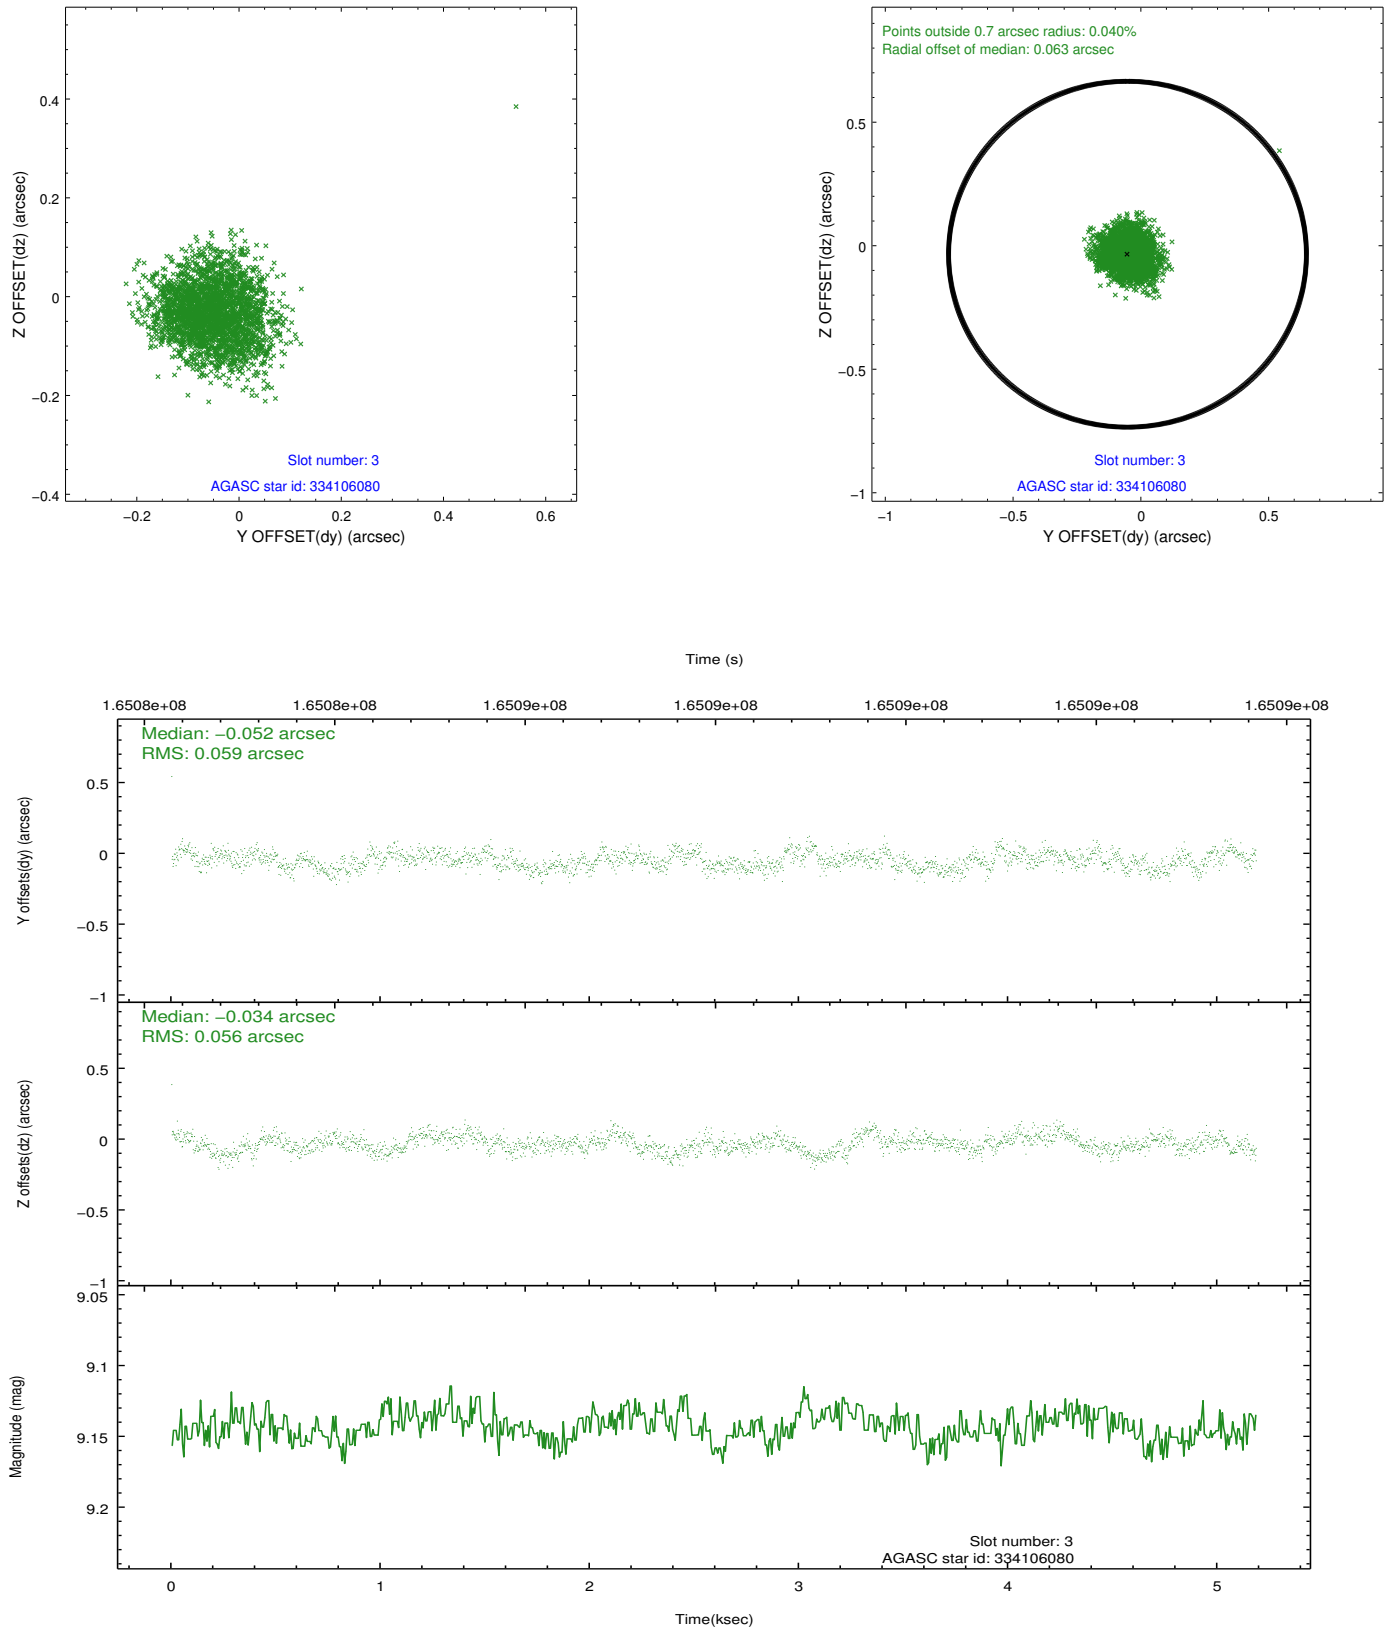 0.4
0.2
0
−0.2
−0.4
Z OFFSET(dz) (arcsec)
Slot number: 3
AGASC star id: 334106080
−0.2 0 0.2 0.4 0.6
Y OFFSET(dy) (arcsec)
Points outside 0.7 arcsec radius: 0.040%
Radial offset of median: 0.063 arcsec
0.5
0
−0.5
−1
Z OFFSET(dz) (arcsec)
Slot number: 3
AGASC star id: 334106080
−1 −0.5 0 0.5
Y OFFSET(dy) (arcsec)
Time (s)
1.6508e+08 1.6508e+08 1.6509e+08 1.6509e+08 1.6509e+08 1.6509e+08 1.6509e+08
Median: −0.052 arcsec
RMS: 0.059 arcsec
0.5
0
−0.5
−1
Y offsets(dy) (arcsec)
Median: −0.034 arcsec
RMS: 0.056 arcsec
0.5
0
−0.5
−1
Z offsets(dz) (arcsec)
9.05
9.1
9.15
9.2
Magnitude (mag)
Slot number: 3
AGASC star id: 334106080
0 1 2 3 4 5
Time(ksec)